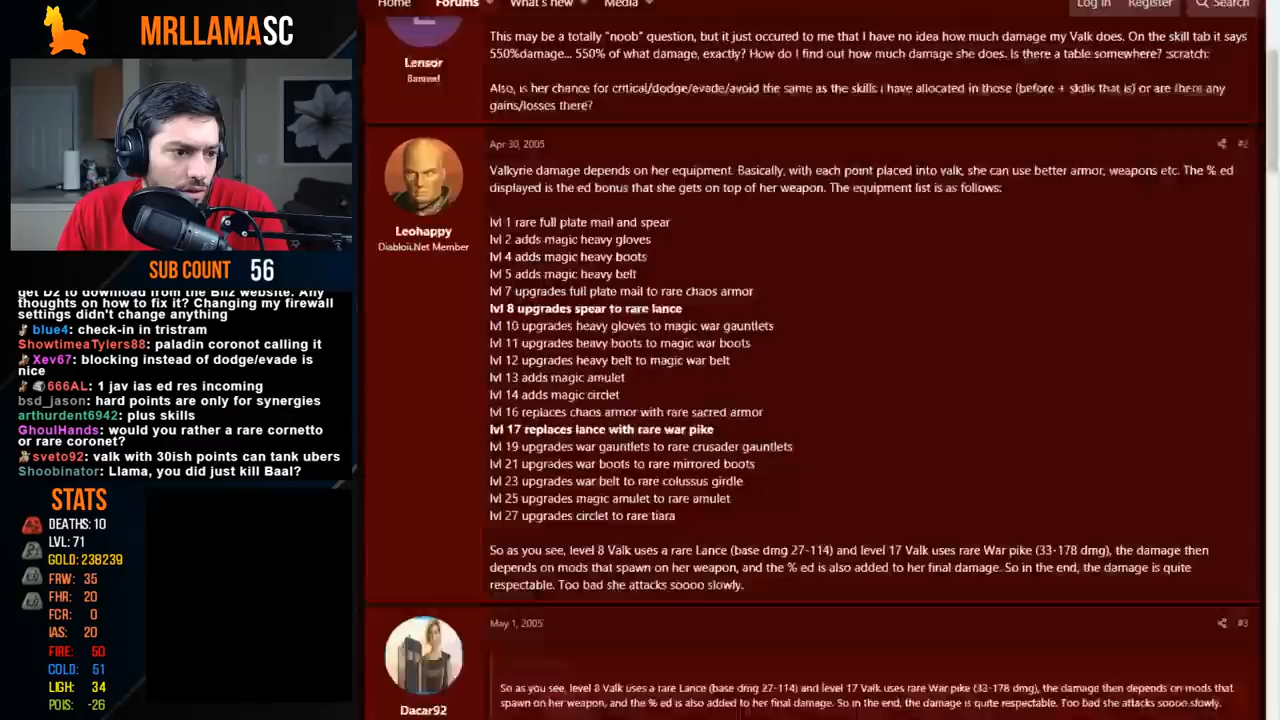 MRLLAMASC
SUB COUNT 56
get D2 to download from the Bliz website. Any
thoughts on how to fix it? Changing my firewall
settings didn't change anything
blue4: check-in in tristram
ShowtimeaTylers88: paladin coronot calling it
Xev67: blocking instead of dodge/evade is
nice
666AL: 1 jav ias ed res incoming
bsd_jason: hard points are only for synergies
arthurdent6942: plus skills
GhoulHands: would you rather a rare cornetto
or rare coronet?
sveto92: valk with 30ish points can tank ubers
Shoobinator: Llama, you did just kill Baal?
STATS
DEATHS: 10
LVL: 71
GOLD: 238239
FRW: 35
FHR: 20
FCR: 0
IAS: 20
FIRE: 50
COLD: 51
LIGH: 34
POIS: -26
Home Forums What's new Media Log in Register Search
Lensor
Banned
This may be a totally "noob" question, but it just occured to me that I have no idea how much damage my Valk does. On the skill tab it says
550%damage... 550% of what damage, exactly? How do I find out how much damage she does. Is there a table somewhere? :scratch:
Also, is her chance for critical/dodge/evade/avoid the same as the skills i have allocated in those (before + skills that is) or are there any
gains/losses there?
Apr 30, 2005 #2
Leohappy
Diabloii.Net Member
Valkyrie damage depends on her equipment. Basically, with each point placed into valk, she can use better armor, weapons etc. The % ed
displayed is the ed bonus that she gets on top of her weapon. The equipment list is as follows:
lvl 1 rare full plate mail and spear
lvl 2 adds magic heavy gloves
lvl 4 adds magic heavy boots
lvl 5 adds magic heavy belt
lvl 7 upgrades full plate mail to rare chaos armor
lvl 8 upgrades spear to rare lance
lvl 10 upgrades heavy gloves to magic war gauntlets
lvl 11 upgrades heavy boots to magic war boots
lvl 12 upgrades heavy belt to magic war belt
lvl 13 adds magic amulet
lvl 14 adds magic circlet
lvl 16 replaces chaos armor with rare sacred armor
lvl 17 replaces lance with rare war pike
lvl 19 upgrades war gauntlets to rare crusader gauntlets
lvl 21 upgrades war boots to rare mirrored boots
lvl 23 upgrades war belt to rare colussus girdle
lvl 25 upgrades magic amulet to rare amulet
lvl 27 upgrades circlet to rare tiara
So as you see, level 8 Valk uses a rare Lance (base dmg 27-114) and level 17 Valk uses rare War pike (33-178 dmg), the damage then
depends on mods that spawn on her weapon, and the % ed is also added to her final damage. So in the end, the damage is quite
respectable. Too bad she attacks soooo slowly.
May 1, 2005 #3
Dacar92
So as you see, level 8 Valk uses a rare Lance (base dmg 27-114) and level 17 Valk uses rare War pike (33-178 dmg), the damage then depends on mods that
spawn on her weapon, and the % ed is also added to her final damage. So in the end, the damage is quite respectable. Too bad she attacks soooo slowly.